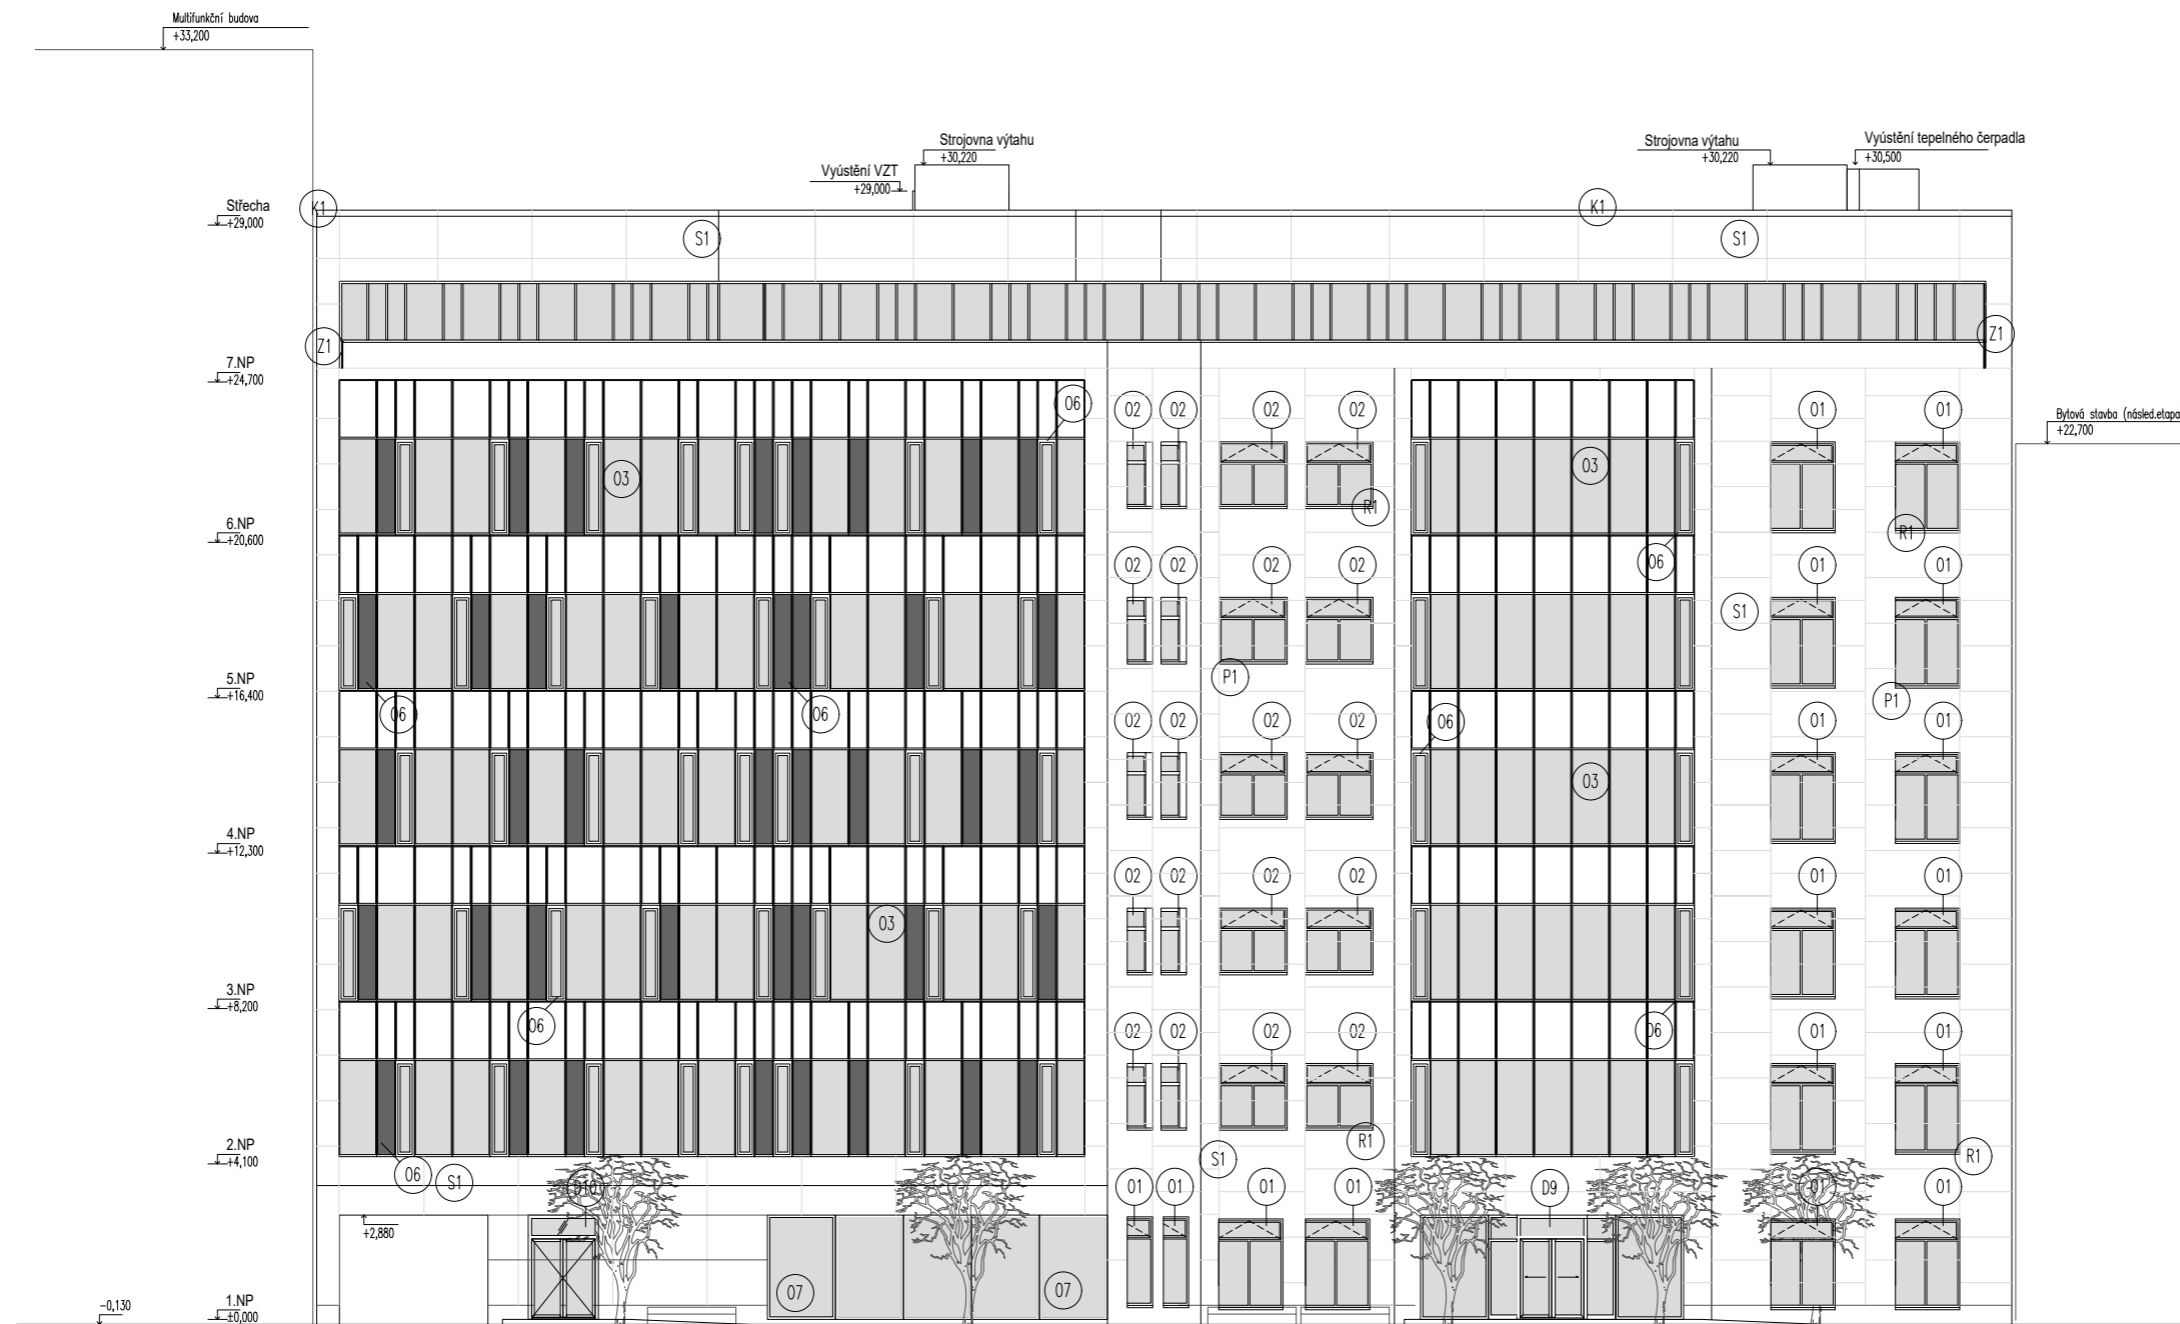 Multifunkční budova
+33,200
Strojovna výtahu
+30,220
Strojovna výtahu
+30,220
Vyústění tepelného čerpadla
+30,500
Vyústění VZT
+29,000
Střecha
+29,000
K1
K1
S1
S1
Z1
Z1
7.NP
+24,700
06
02
02
02
02
01
01
Bytová stavba (násled.etapa
+22,700
03
03
R1
R1
6.NP
+20,600
06
02
02
02
02
01
01
S1
5.NP
+16,400
P1
P1
06
06
06
02
02
02
02
01
01
03
4.NP
+12,300
02
02
02
02
01
01
03
3.NP
+8,200
06
06
02
02
02
02
01
01
2.NP
+4,100
R1
R1
S1
06
S1
D10
01
01
01
01
D9
01
01
+2,880
07
07
1.NP
±0,000
-0,130